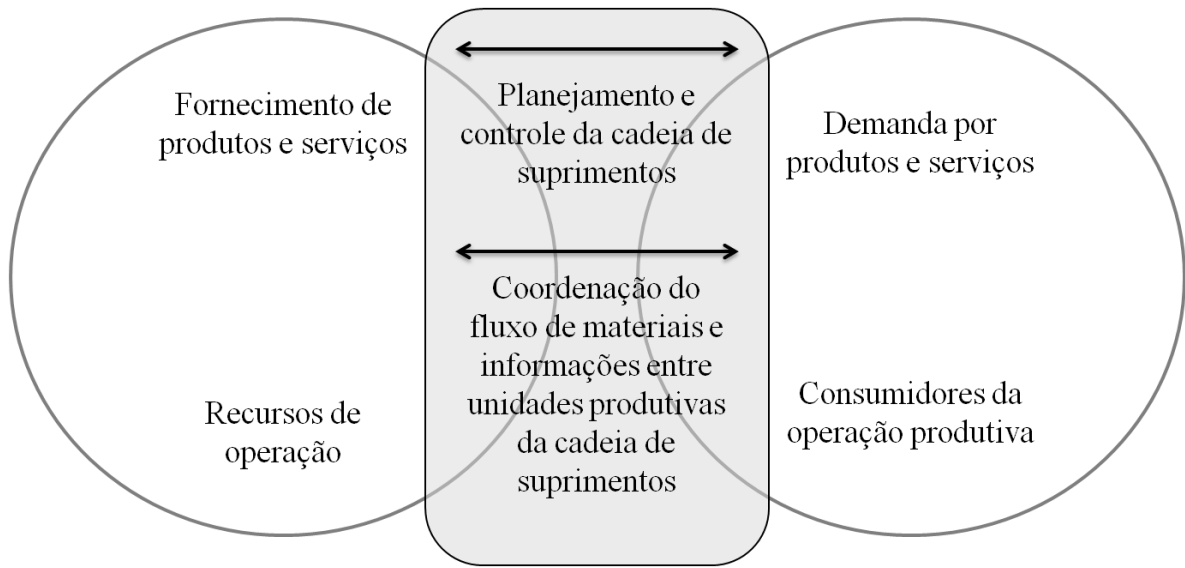 Fornecimento de
produtos e serviços
Recursos de
operação
Planejamento e
controle da cadeia de
suprimentos
Coordenação do
fluxo de materiais e
informações entre
unidades produtivas
da cadeia de
suprimentos
Demanda por
produtos e serviços
Consumidores da
operação produtiva